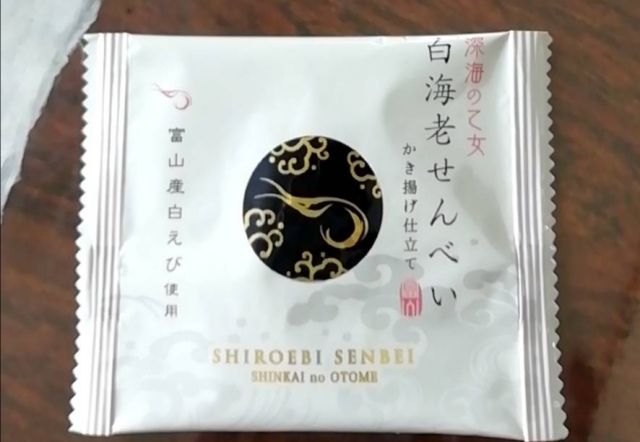 深海の乙女
白海老せんべい
かき揚げ仕立て
富山産白えび使用
SHIROEBI SENBEI
SHINKAI no OTOME